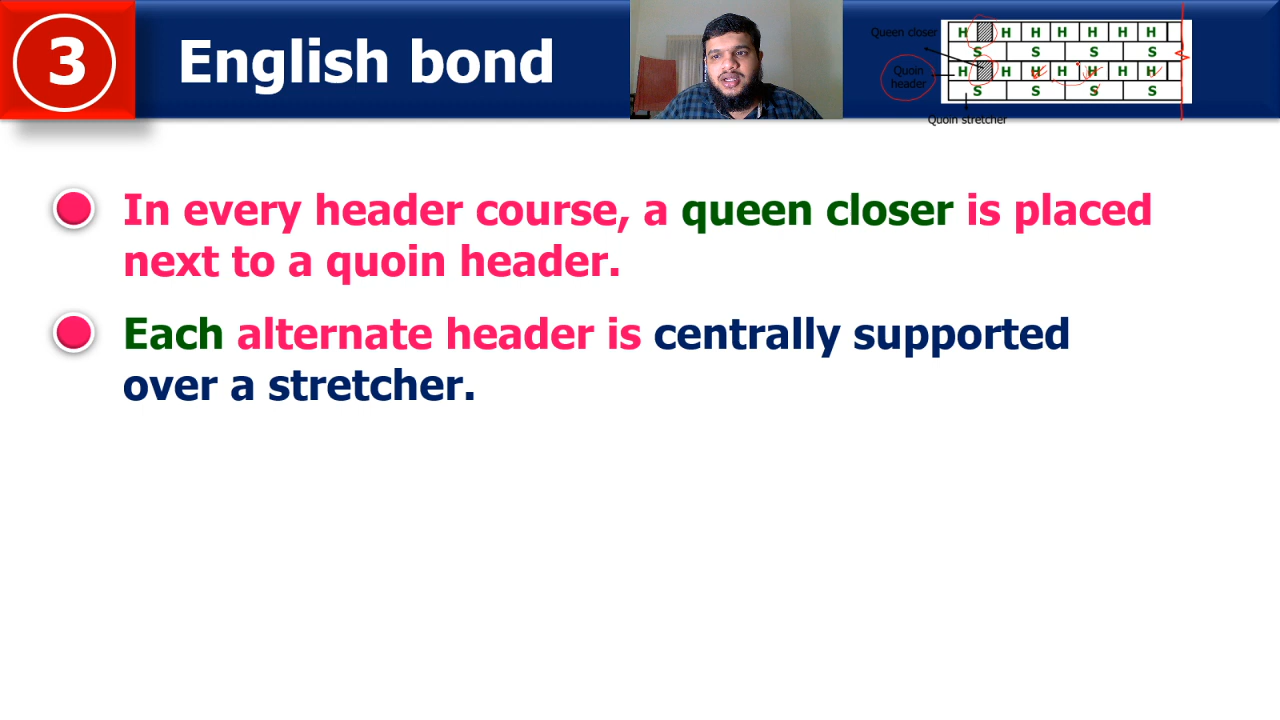 3
English bond
Queen closer
Quoin
header
Quoin stretcher
H H H H H H H
S S S S
H H H H H H H
S S S S
In every header course, a queen closer is placed
next to a quoin header.
Each alternate header is centrally supported
over a stretcher.